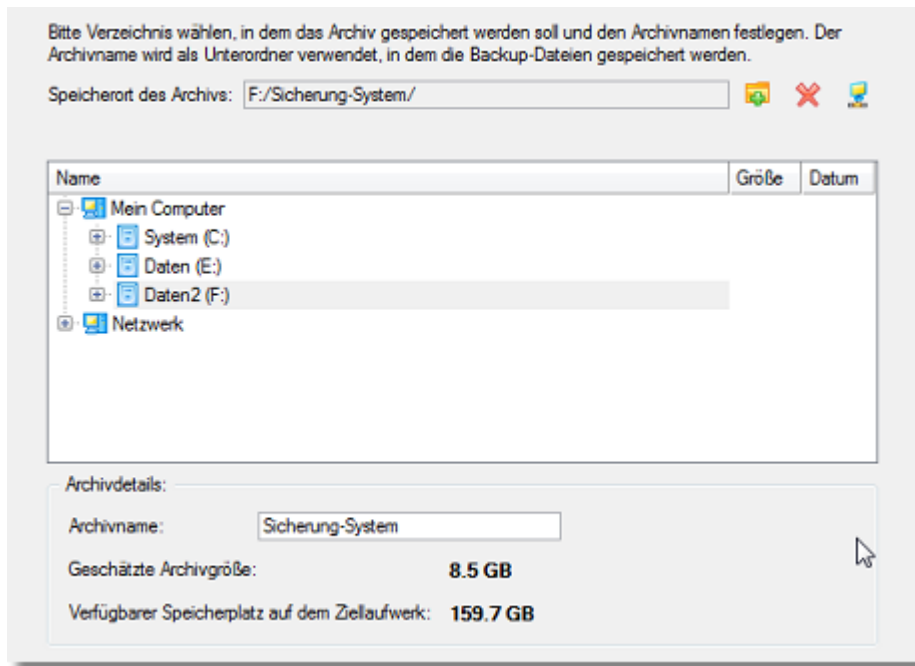 Bitte Verzeichnis wählen, in dem das Archiv gespeichert werden soll und den Archivnamen festlegen. Der
Archivname wird als Unterordner verwendet, in dem die Backup-Dateien gespeichert werden.
Speicherort des Archivs: F:/Sicherung-System/
Name Größe Datum
Mein Computer
System (C:)
Daten (E:)
Daten2 (F:)
Netzwerk
Archivdetails:
Archivname: Sicherung-System
Geschätzte Archivgröße: 8.5 GB
Verfügbarer Speicherplatz auf dem Ziellaufwerk: 159.7 GB